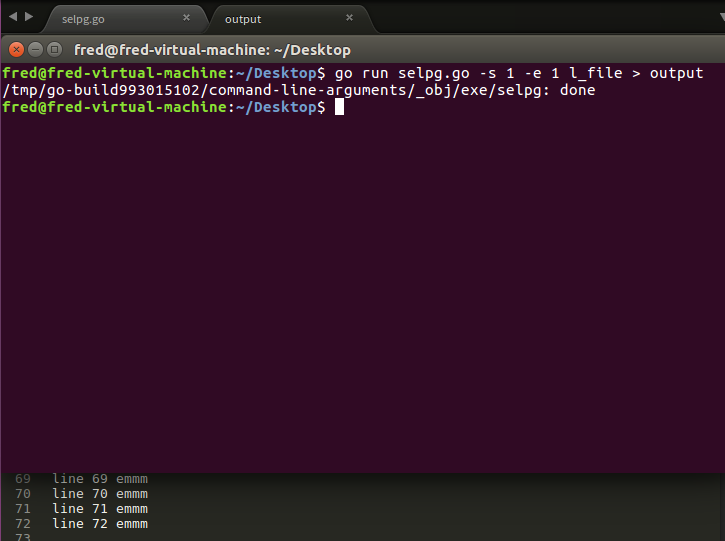 selpg.go × output ×
fred@fred-virtual-machine: ~/Desktop
fred@fred-virtual-machine:~/Desktop$ go run selpg.go -s 1 -e 1 l_file > output
/tmp/go-build993015102/command-line-arguments/_obj/exe/selpg: done
fred@fred-virtual-machine:~/Desktop$
69 line 69 emmm
70 line 70 emmm
71 line 71 emmm
72 line 72 emmm
73